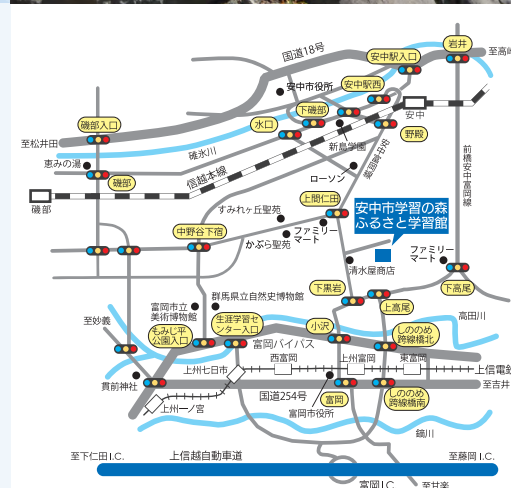 国道18号
安中駅入口
岩井
至高崎
安中市役所
安中駅西
下磯部
安中
磯部入口
水口
新島学園
野殿
至松井田
碓氷川
恵みの湯
信越本線
ローソン
前橋安中富岡線
磯部
磯部
すみれヶ丘聖苑
上間仁田
安中市学習の森
ふるさと学習館
中野谷下宿
ファミリー
マート
かぶら聖苑
ファミリー
マート
清水屋商店
下高尾
群馬県立自然史博物館
下黒岩
上高尾
富岡市立
美術博物館
高田川
至妙義
もみじ平
公園入口
生涯学習セ
ンター入口
小沢
しののめ
跨線橋北
富岡バイパス
西富岡
上州富岡
東富岡
上州七日市
上信電鉄
貫前神社
国道254号
至吉井
上州一ノ宮
富岡市役所
富岡
しののめ
跨線橋南
鏑川
至下仁田I.C.
上信越自動車道
至藤岡I.C.
富岡I.C.
至甘楽